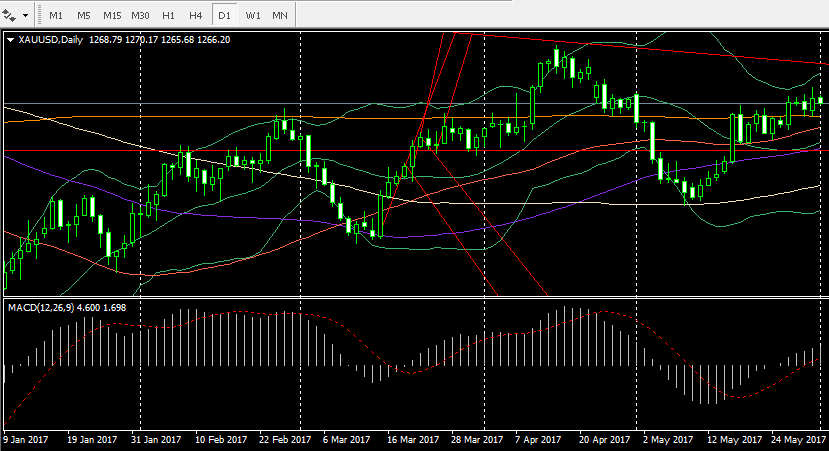 M1 M5 M15 M30 H1 H4 D1 W1 MN
XAUUSD,Daily 1268.79 1270.17 1265.68 1266.20
MACD(12,26,9) 4.600 1.698
9 Jan 2017 19 Jan 2017 31 Jan 2017 10 Feb 2017 22 Feb 2017 6 Mar 2017 16 Mar 2017 28 Mar 2017 7 Apr 2017 20 Apr 2017 2 May 2017 12 May 2017 24 May 2017